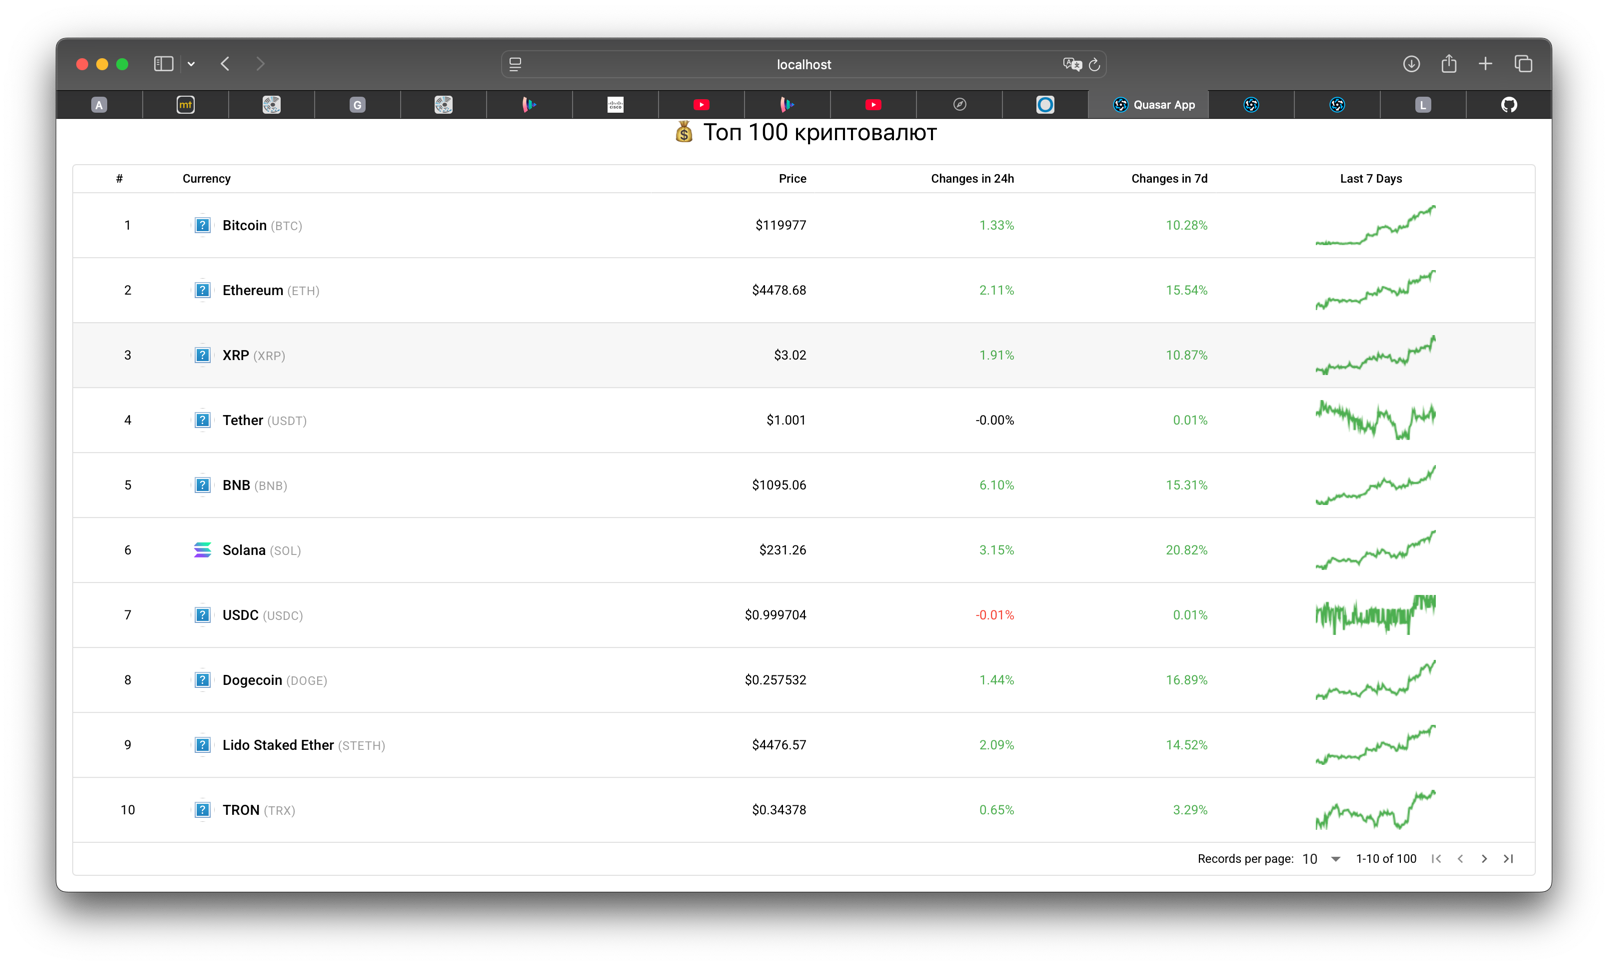 localhost
A
mt
G
CISCO
Quasar App
L
Топ 100 криптовалют
# Currency Price Changes in 24h Changes in 7d Last 7 Days
1 Bitcoin (BTC) $119977 1.33% 10.28%
2 Ethereum (ETH) $4478.68 2.11% 15.54%
3 XRP (XRP) $3.02 1.91% 10.87%
4 Tether (USDT) $1.001 -0.00% 0.01%
5 BNB (BNB) $1095.06 6.10% 15.31%
6 Solana (SOL) $231.26 3.15% 20.82%
7 USDC (USDC) $0.999704 -0.01% 0.01%
8 Dogecoin (DOGE) $0.257532 1.44% 16.89%
9 Lido Staked Ether (STETH) $4476.57 2.09% 14.52%
10 TRON (TRX) $0.34378 0.65% 3.29%
Records per page: 10 1-10 of 100